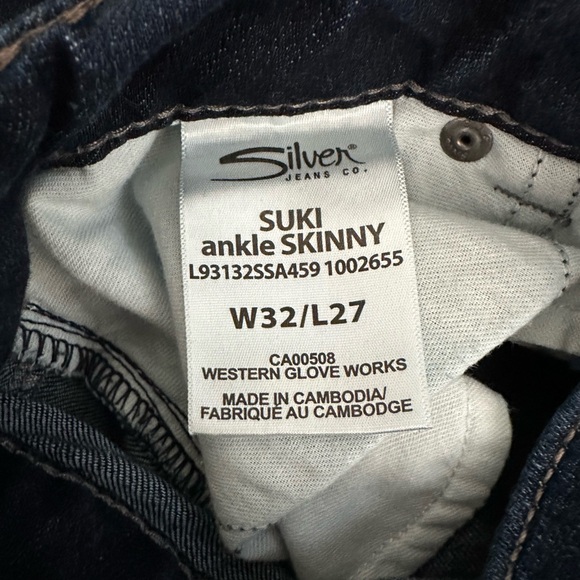 Silver®
JEANS CO.
SUKI
ankle SKINNY
L93132SSA459 1002655
W32/L27
CA00508
WESTERN GLOVE WORKS
MADE IN CAMBODIA/
FABRIQUÉ AU CAMBODGE